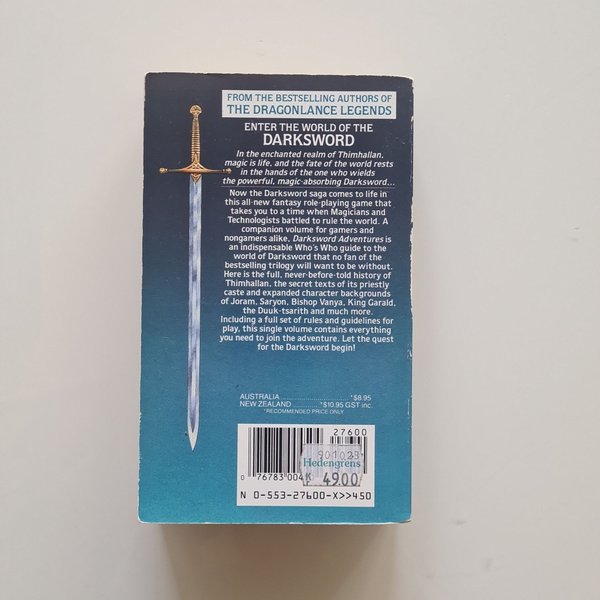 FROM THE BESTSELLING AUTHORS OF
THE DRAGONLANCE LEGENDS
ENTER THE WORLD OF THE
DARKSWORD
In the enchanted realm of Thimhallan,
magic is life, and the fate of the world rests
in the hands of the one who wields
the powerful, magic-absorbing Darksword...
Now the Darksword saga comes to life in
this all-new fantasy role-playing game that
takes you to a time when Magicians and
Technologists battled to rule the world. A
companion volume for gamers and
nongamers alike, Darksword Adventures is
an indispensable Who's Who guide to the
world of Darksword that no fan of the
bestselling trilogy will want to be without.
Here is the full, never-before-told history of
Thimhallan, the secret texts of its priestly
caste and expanded character backgrounds
of Joram, Saryon, Bishop Vanya, King Garald,
the Duuk-tsarith and much more.
Including a full set of rules and guidelines for
play, this single volume contains everything
you need to join the adventure. Let the quest
for the Darksword begin!
AUSTRALIA ........................ *$8.95
NEW ZEALAND .......... *$10.95 GST inc.
*RECOMMENDED PRICE ONLY
27600
901023
Hedengrens
49.00
0 76783 004
N 0-553-27600-X>>450